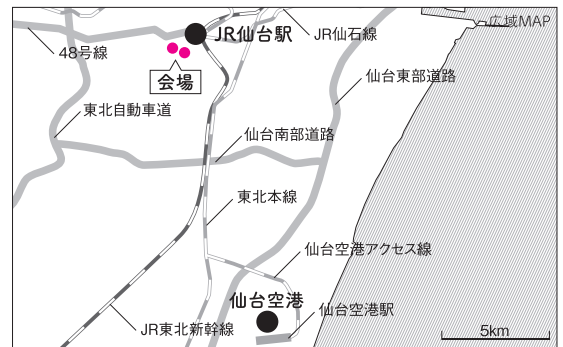 広域MAP
JR仙台駅
JR仙石線
48号線
会場
仙台東部道路
東北自動車道
仙台南部道路
東北本線
仙台空港アクセス線
仙台空港
仙台空港駅
JR東北新幹線
5km